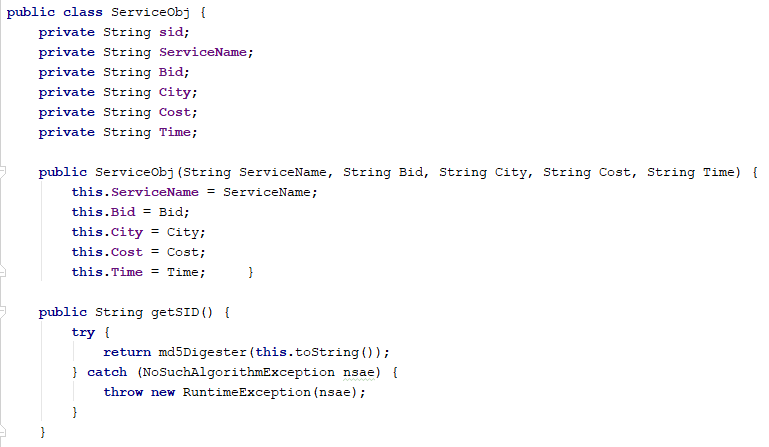 public class ServiceObj {
    private String sid;
    private String ServiceName;
    private String Bid;
    private String City;
    private String Cost;
    private String Time;
    public ServiceObj(String ServiceName, String Bid, String City, String Cost, String Time) {
        this.ServiceName = ServiceName;
        this.Bid = Bid;
        this.City = City;
        this.Cost = Cost;
        this.Time = Time;     }
    public String getSID() {
        try {
            return md5Digester(this.toString());
        } catch (NoSuchAlgorithmException nsae) {
            throw new RuntimeException(nsae);
        }
    }